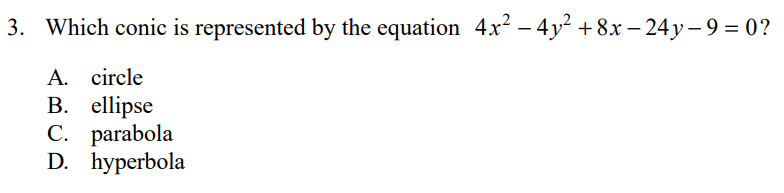 3. Which conic is represented by the equation 4x² – 4y² + 8x – 24y – 9 = 0?
A. circle
B. ellipse
C. parabola
D. hyperbola